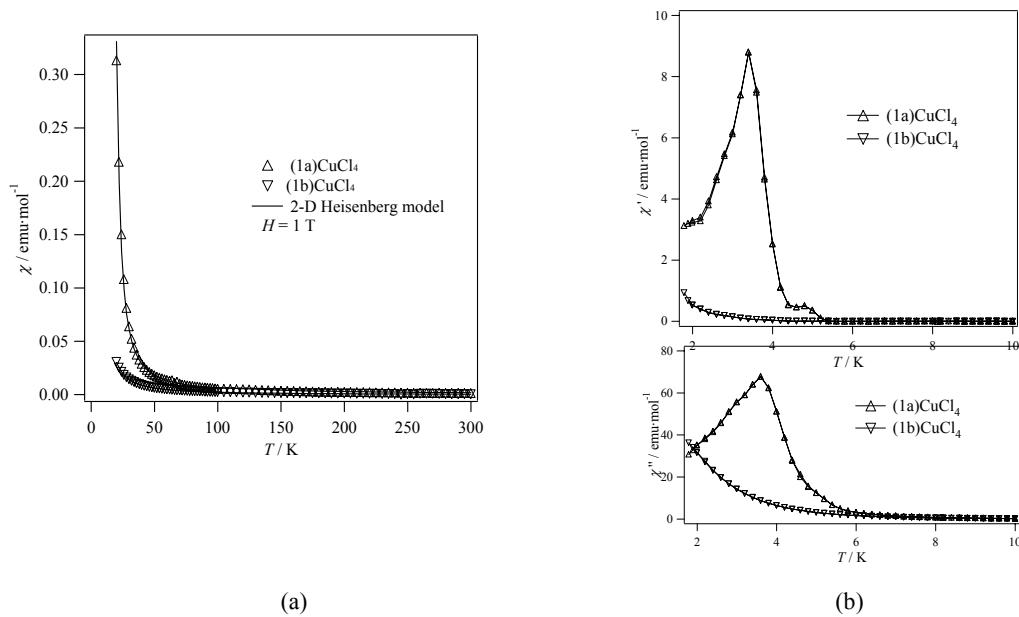 0.30
0.25
0.20
0.15
0.10
0.05
0.00
χ / emu·mol⁻¹
△ (1a)CuCl₄
▽ (1b)CuCl₄
— 2-D Heisenberg model
H = 1 T
0 50 100 150 200 250 300
T / K
(a)
10
8
6
4
2
0
χ ' / emu·mol⁻¹
(1a)CuCl₄
(1b)CuCl₄
2 4 6 8 10
T / K
80
60
40
20
0
χ '' / emu·mol⁻¹
(1a)CuCl₄
(1b)CuCl₄
2 4 6 8 10
T / K
(b)